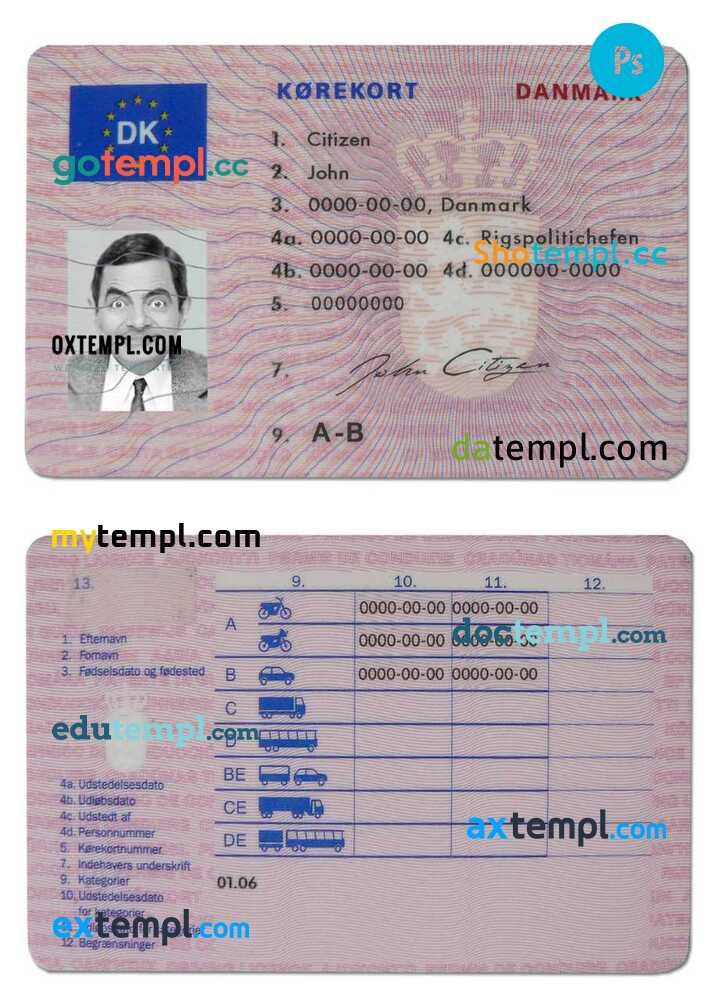 Ps
KØREKORT DANMARK
DK
gotempl.cc
1. Citizen
2. John
3. 0000-00-00, Danmark
4a. 0000-00-00 4c. Rigspolitichefen
Shotempl.cc
4b. 0000-00-00 4d. 000000-0000
5. 00000000
OXTEMPL.COM
7. John Citizen
9. A-B
datempl.com
mytempl.com
13. 9. 10. 11. 12.
A 0000-00-00 0000-00-00
0000-00-00 0000-00-00
doctempl.com
1. Efternavn
2. Fornavn
3. Fødselsdato og fødested
B 0000-00-00 0000-00-00
C
edutempl.com
D
BE
4a. Udstedelsesdato
4b. Udløbsdato
4c. Udstedt af
4d. Personnummer
5. Kørekortnummer
7. Indehavers underskrift
9. Kategorier
10. Udstedelsesdato
for kategorier
CE
axtempl.com
DE
01.06
extempl.com
12. Begrænsninger